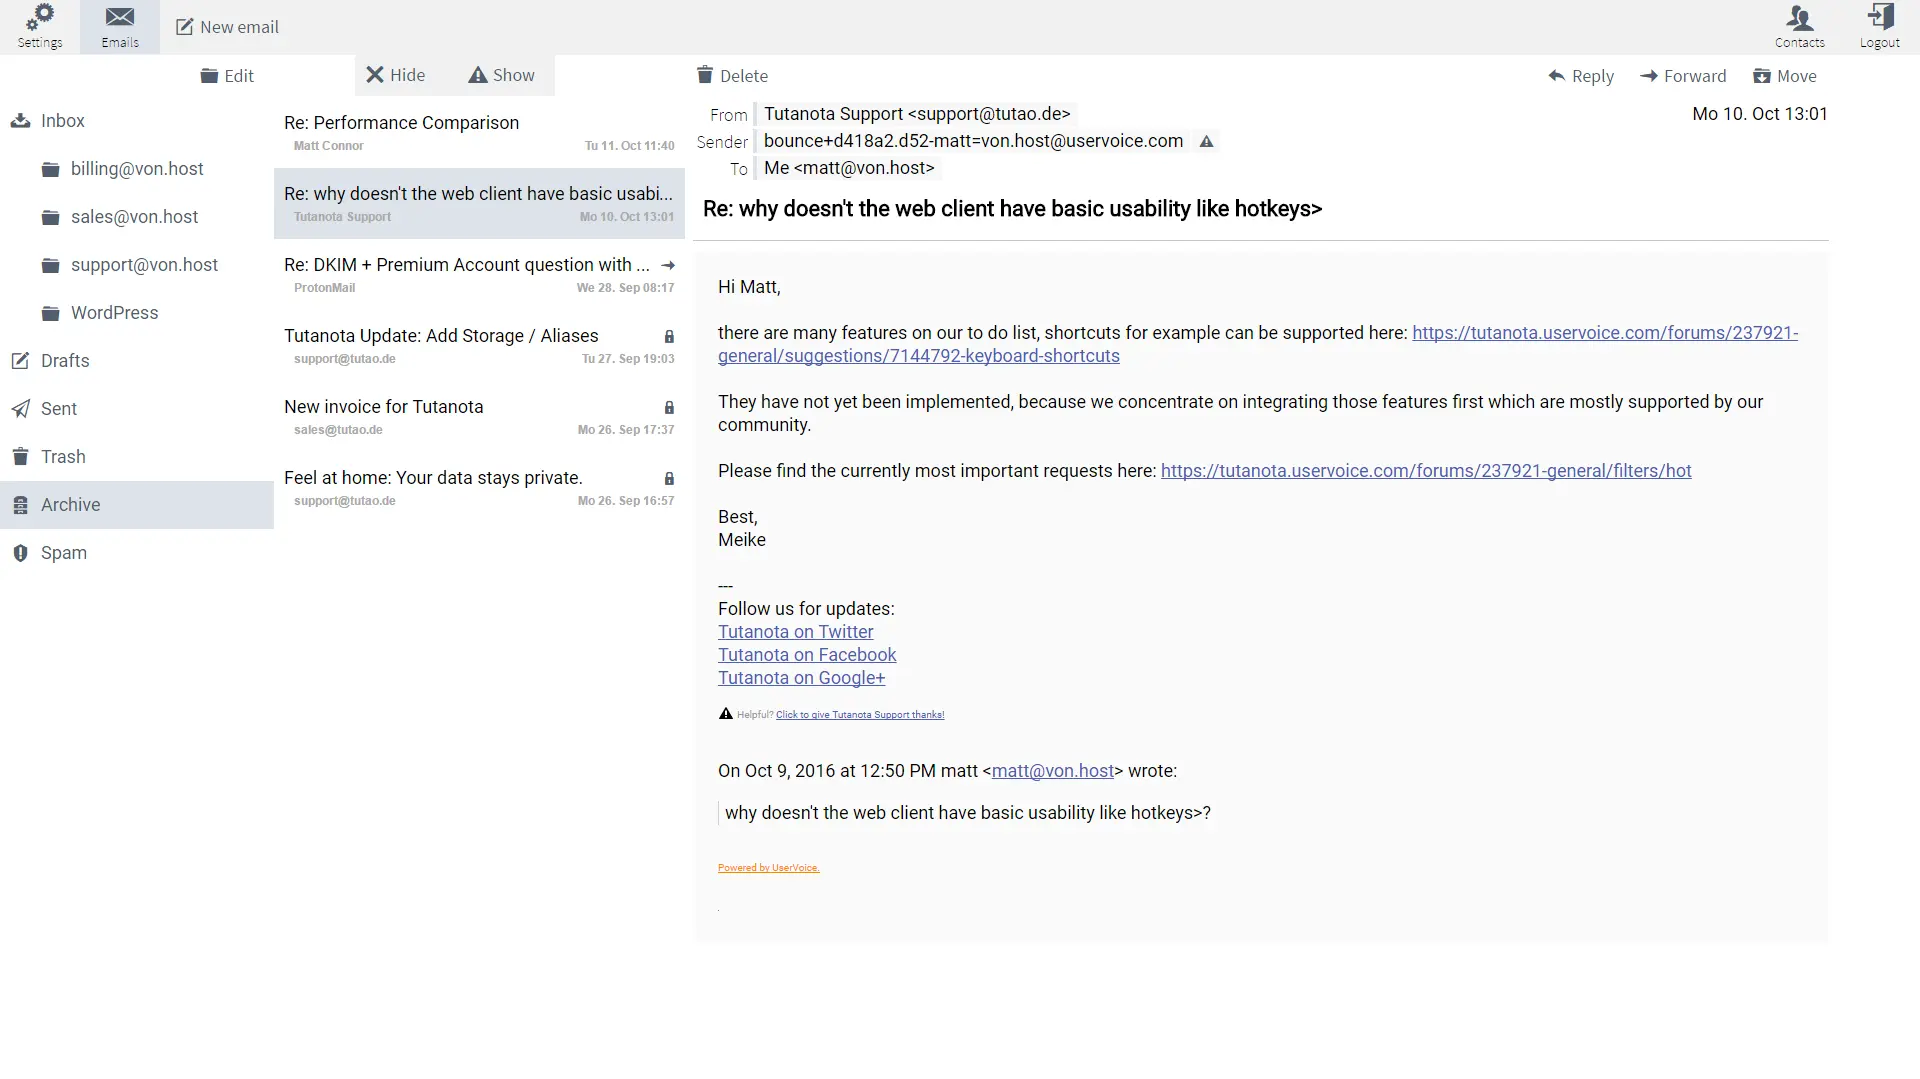 Settings
Emails
New email
Contacts
Logout
Edit
Hide
Show
Delete
Reply
Forward
Move
Inbox
billing@von.host
sales@von.host
support@von.host
WordPress
Drafts
Sent
Trash
Archive
Spam
Re: Performance Comparison
Matt Connor Tu 11. Oct 11:40
Re: why doesn't the web client have basic usabi...
Tutanota Support Mo 10. Oct 13:01
Re: DKIM + Premium Account question with ...
ProtonMail We 28. Sep 08:17
Tutanota Update: Add Storage / Aliases
support@tutao.de Tu 27. Sep 19:03
New invoice for Tutanota
sales@tutao.de Mo 26. Sep 17:37
Feel at home: Your data stays private.
support@tutao.de Mo 26. Sep 16:57
From Tutanota Support <support@tutao.de> Mo 10. Oct 13:01
Sender bounce+d418a2.d52-matt=von.host@uservoice.com
To Me <matt@von.host>
Re: why doesn't the web client have basic usability like hotkeys>
Hi Matt,
there are many features on our to do list, shortcuts for example can be supported here: https://tutanota.uservoice.com/forums/237921-
general/suggestions/7144792-keyboard-shortcuts
They have not yet been implemented, because we concentrate on integrating those features first which are mostly supported by our
community.
Please find the currently most important requests here: https://tutanota.uservoice.com/forums/237921-general/filters/hot
Best,
Meike
---
Follow us for updates:
Tutanota on Twitter
Tutanota on Facebook
Tutanota on Google+
Helpful? Click to give Tutanota Support thanks!
On Oct 9, 2016 at 12:50 PM matt <matt@von.host> wrote:
why doesn't the web client have basic usability like hotkeys>?
Powered by UserVoice.
.